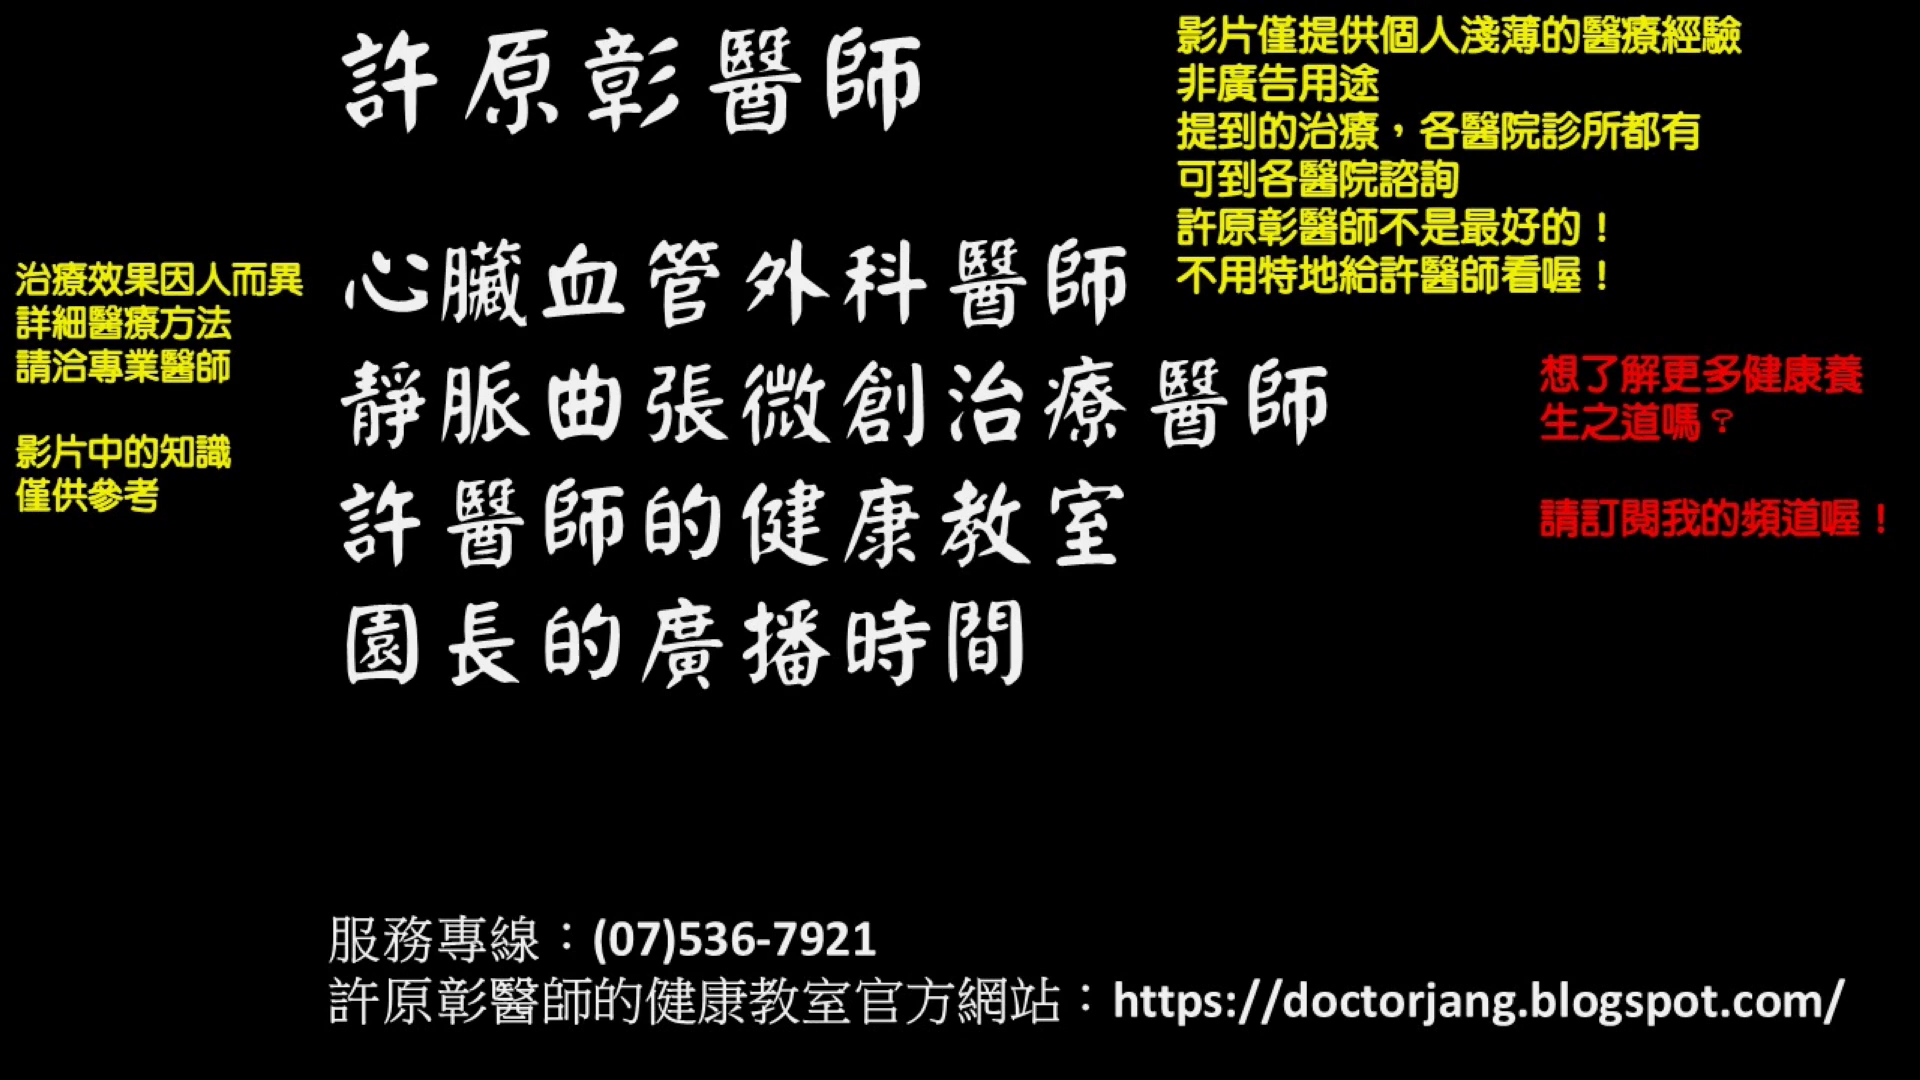 許原彰醫師
心臟血管外科醫師
靜脈曲張微創治療醫師
許醫師的健康教室
園長的廣播時間
影片僅提供個人淺薄的醫療經驗
非廣告用途
提到的治療，各醫院診所都有
可到各醫院諮詢
許原彰醫師不是最好的！
不用特地給許醫師看喔！
治療效果因人而異
詳細醫療方法
請洽專業醫師
影片中的知識
僅供參考
想了解更多健康養
生之道嗎？
請訂閱我的頻道喔！
服務專線：(07)536-7921
許原彰醫師的健康教室官方網站：https://doctorjang.blogspot.com/